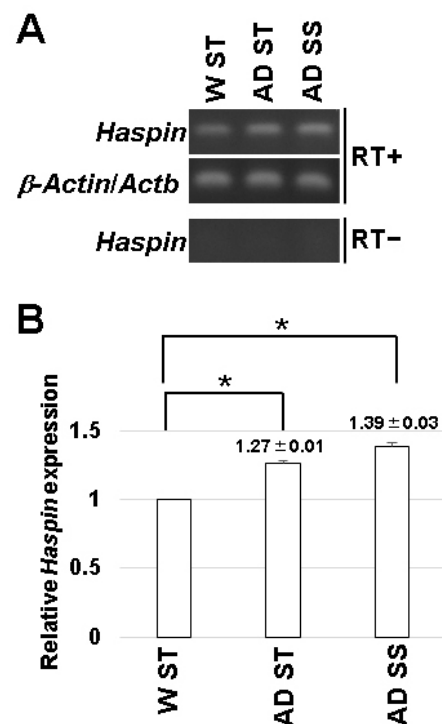 A
W ST
AD ST
AD SS
Haspin
RT+
β-Actin/Actb
Haspin
RT−
B
*
*
1.39 ± 0.03
1.27 ± 0.01
Relative Haspin expression
1.5
1
0.5
0
W ST
AD ST
AD SS